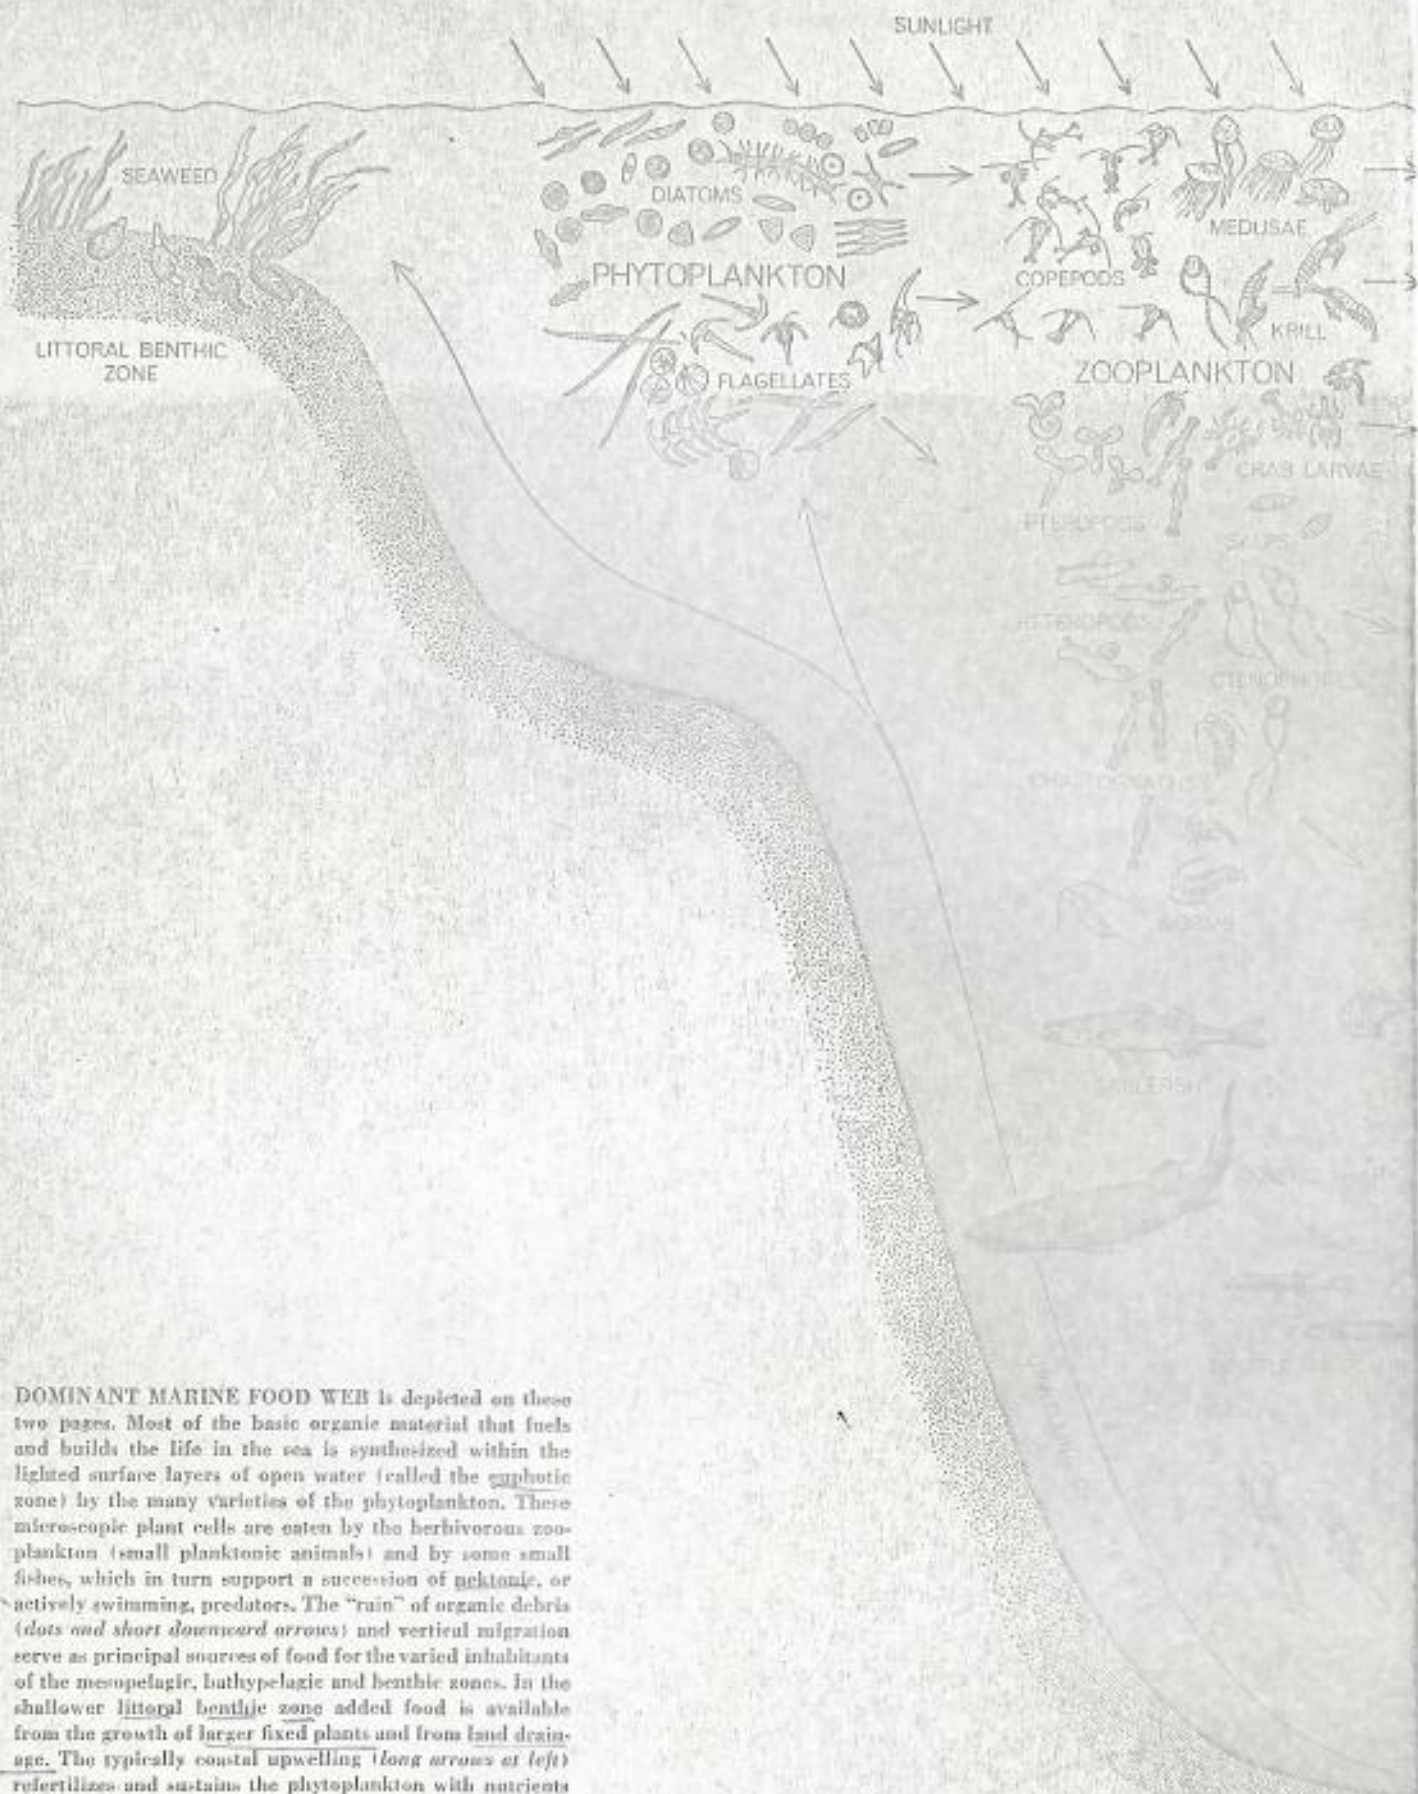 SUNLIGHT
SEAWEED
DIATOMS
PHYTOPLANKTON
FLAGELLATES
MEDUSAE
COPEPODS
KRILL
ZOOPLANKTON
CRAB LARVAE
PTEROPODS
SALPS
HETEROPODS
CTENOPHORES
CHAETOGNATHS
WORMS
LITTORAL BENTHIC
ZONE
DOMINANT MARINE FOOD WEB is depicted on these
two pages. Most of the basic organic material that fuels
and builds the life in the sea is synthesized within the
lighted surface layers of open water (called the euphotic
zone) by the many varieties of the phytoplankton. These
microscopic plant cells are eaten by the herbivorous zoo-
plankton (small planktonic animals) and by some small
fishes, which in turn support a succession of nektonic, or
actively swimming, predators. The "rain" of organic debris
(dots and short downward arrows) and vertical migration
serve as principal sources of food for the varied inhabitants
of the mesopelagic, bathypelagic and benthic zones. In the
shallower littoral benthic zone added food is available
from the growth of larger fixed plants and from land drain-
age. The typically coastal upwelling (long arrows at left)
refertilizes and sustains the phytoplankton with nutrients